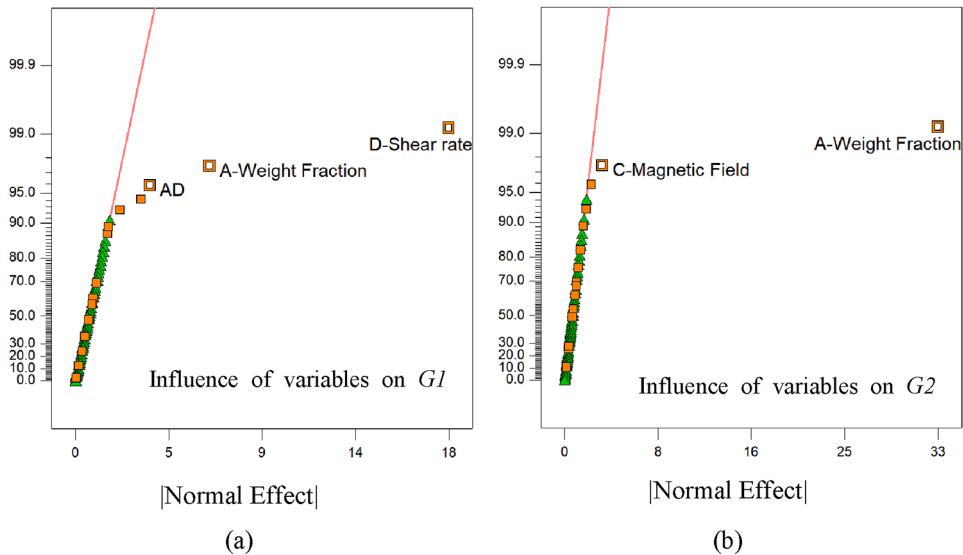 99.9
99.0
95.0
90.0
80.0
70.0
50.0
30.0
20.0
10.0
0.0
D-Shear rate
A-Weight Fraction
AD
Influence of variables on G1
0 5 9 14 18
|Normal Effect|
(a)
99.9
99.0
95.0
90.0
80.0
70.0
50.0
30.0
20.0
10.0
0.0
A-Weight Fraction
C-Magnetic Field
Influence of variables on G2
0 8 16 25 33
|Normal Effect|
(b)